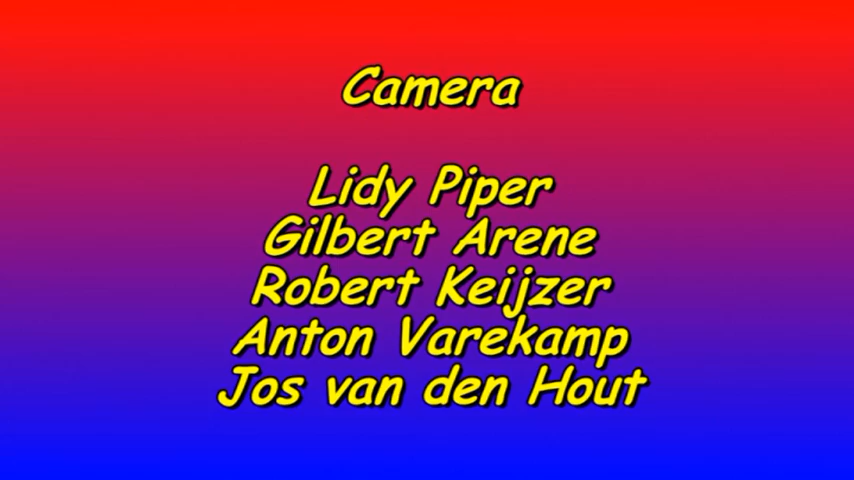 Camera
Lidy Piper
Gilbert Arene
Robert Keijzer
Anton Varekamp
Jos van den Hout